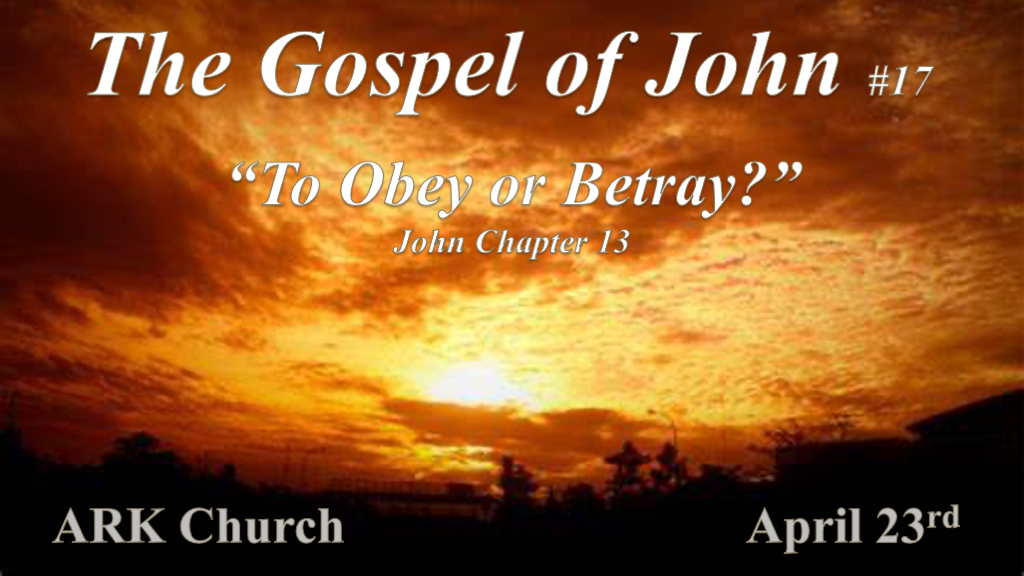 The Gospel of John #17
“To Obey or Betray?”
John Chapter 13
ARK Church
April 23rd